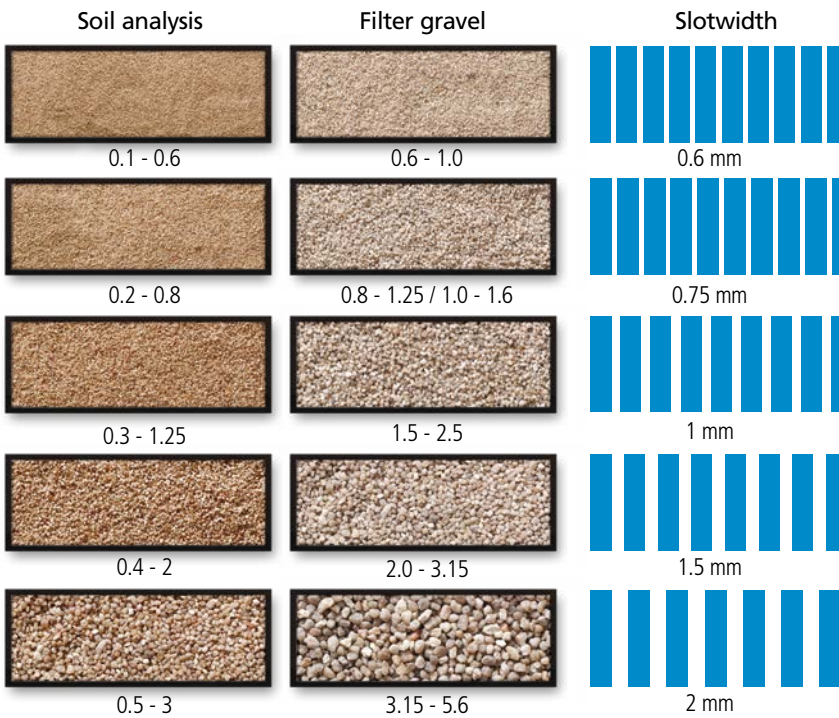 Soil analysis Filter gravel Slotwidth
0.1 - 0.6 0.6 - 1.0 0.6 mm
0.2 - 0.8 0.8 - 1.25 / 1.0 - 1.6 0.75 mm
0.3 - 1.25 1.5 - 2.5 1 mm
0.4 - 2 2.0 - 3.15 1.5 mm
0.5 - 3 3.15 - 5.6 2 mm